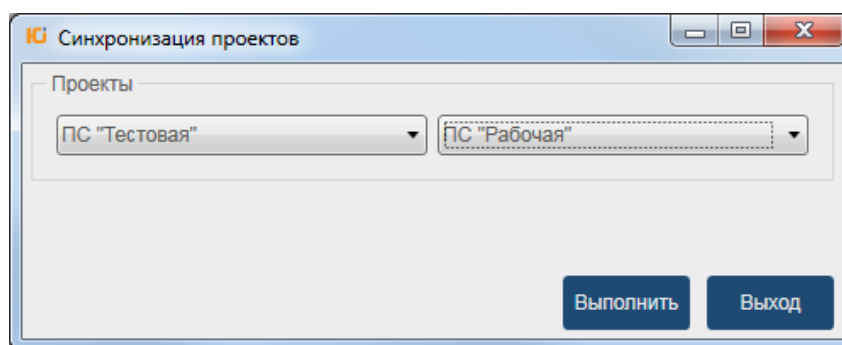 Синхронизация проектов
Проекты
ПС "Тестовая" ПС "Рабочая"
Выполнить Выход